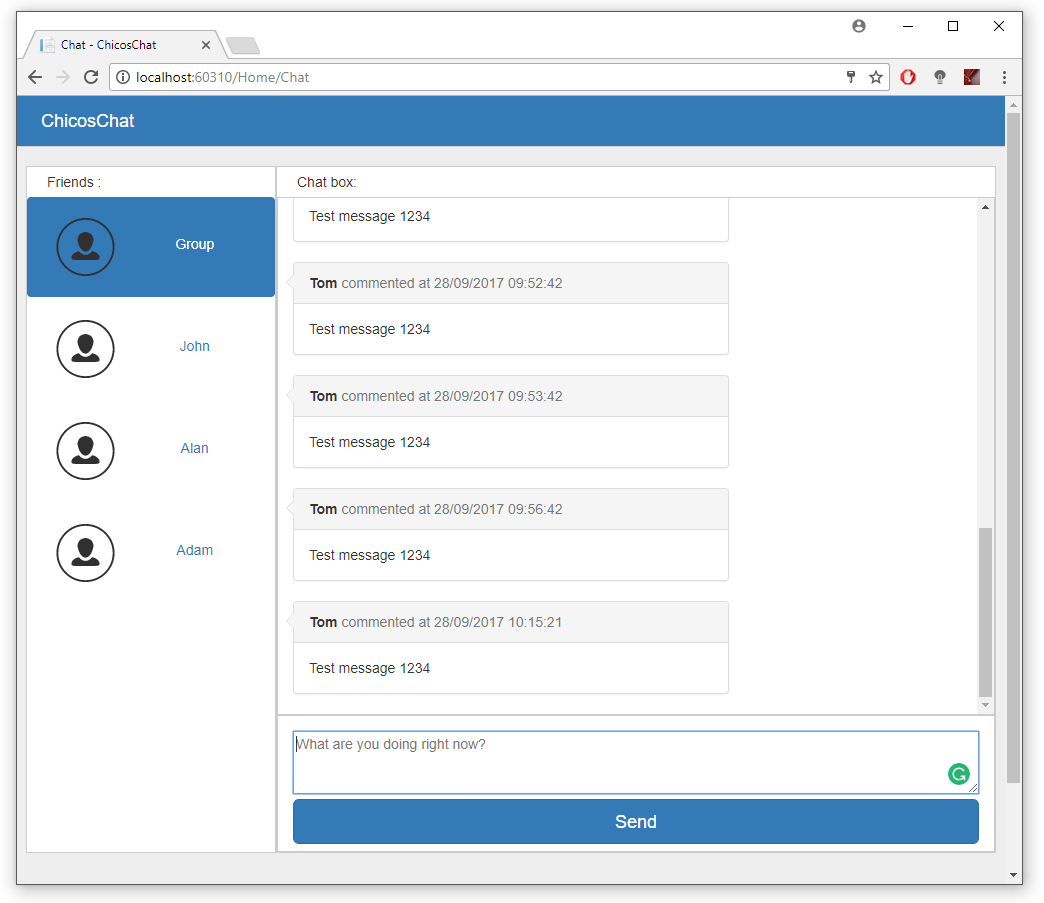 Chat - ChicosChat
localhost:60310/Home/Chat
ChicosChat
Friends :
Group
John
Alan
Adam
Chat box:
Test message 1234
Tom commented at 28/09/2017 09:52:42
Test message 1234
Tom commented at 28/09/2017 09:53:42
Test message 1234
Tom commented at 28/09/2017 09:56:42
Test message 1234
Tom commented at 28/09/2017 10:15:21
Test message 1234
What are you doing right now?
Send